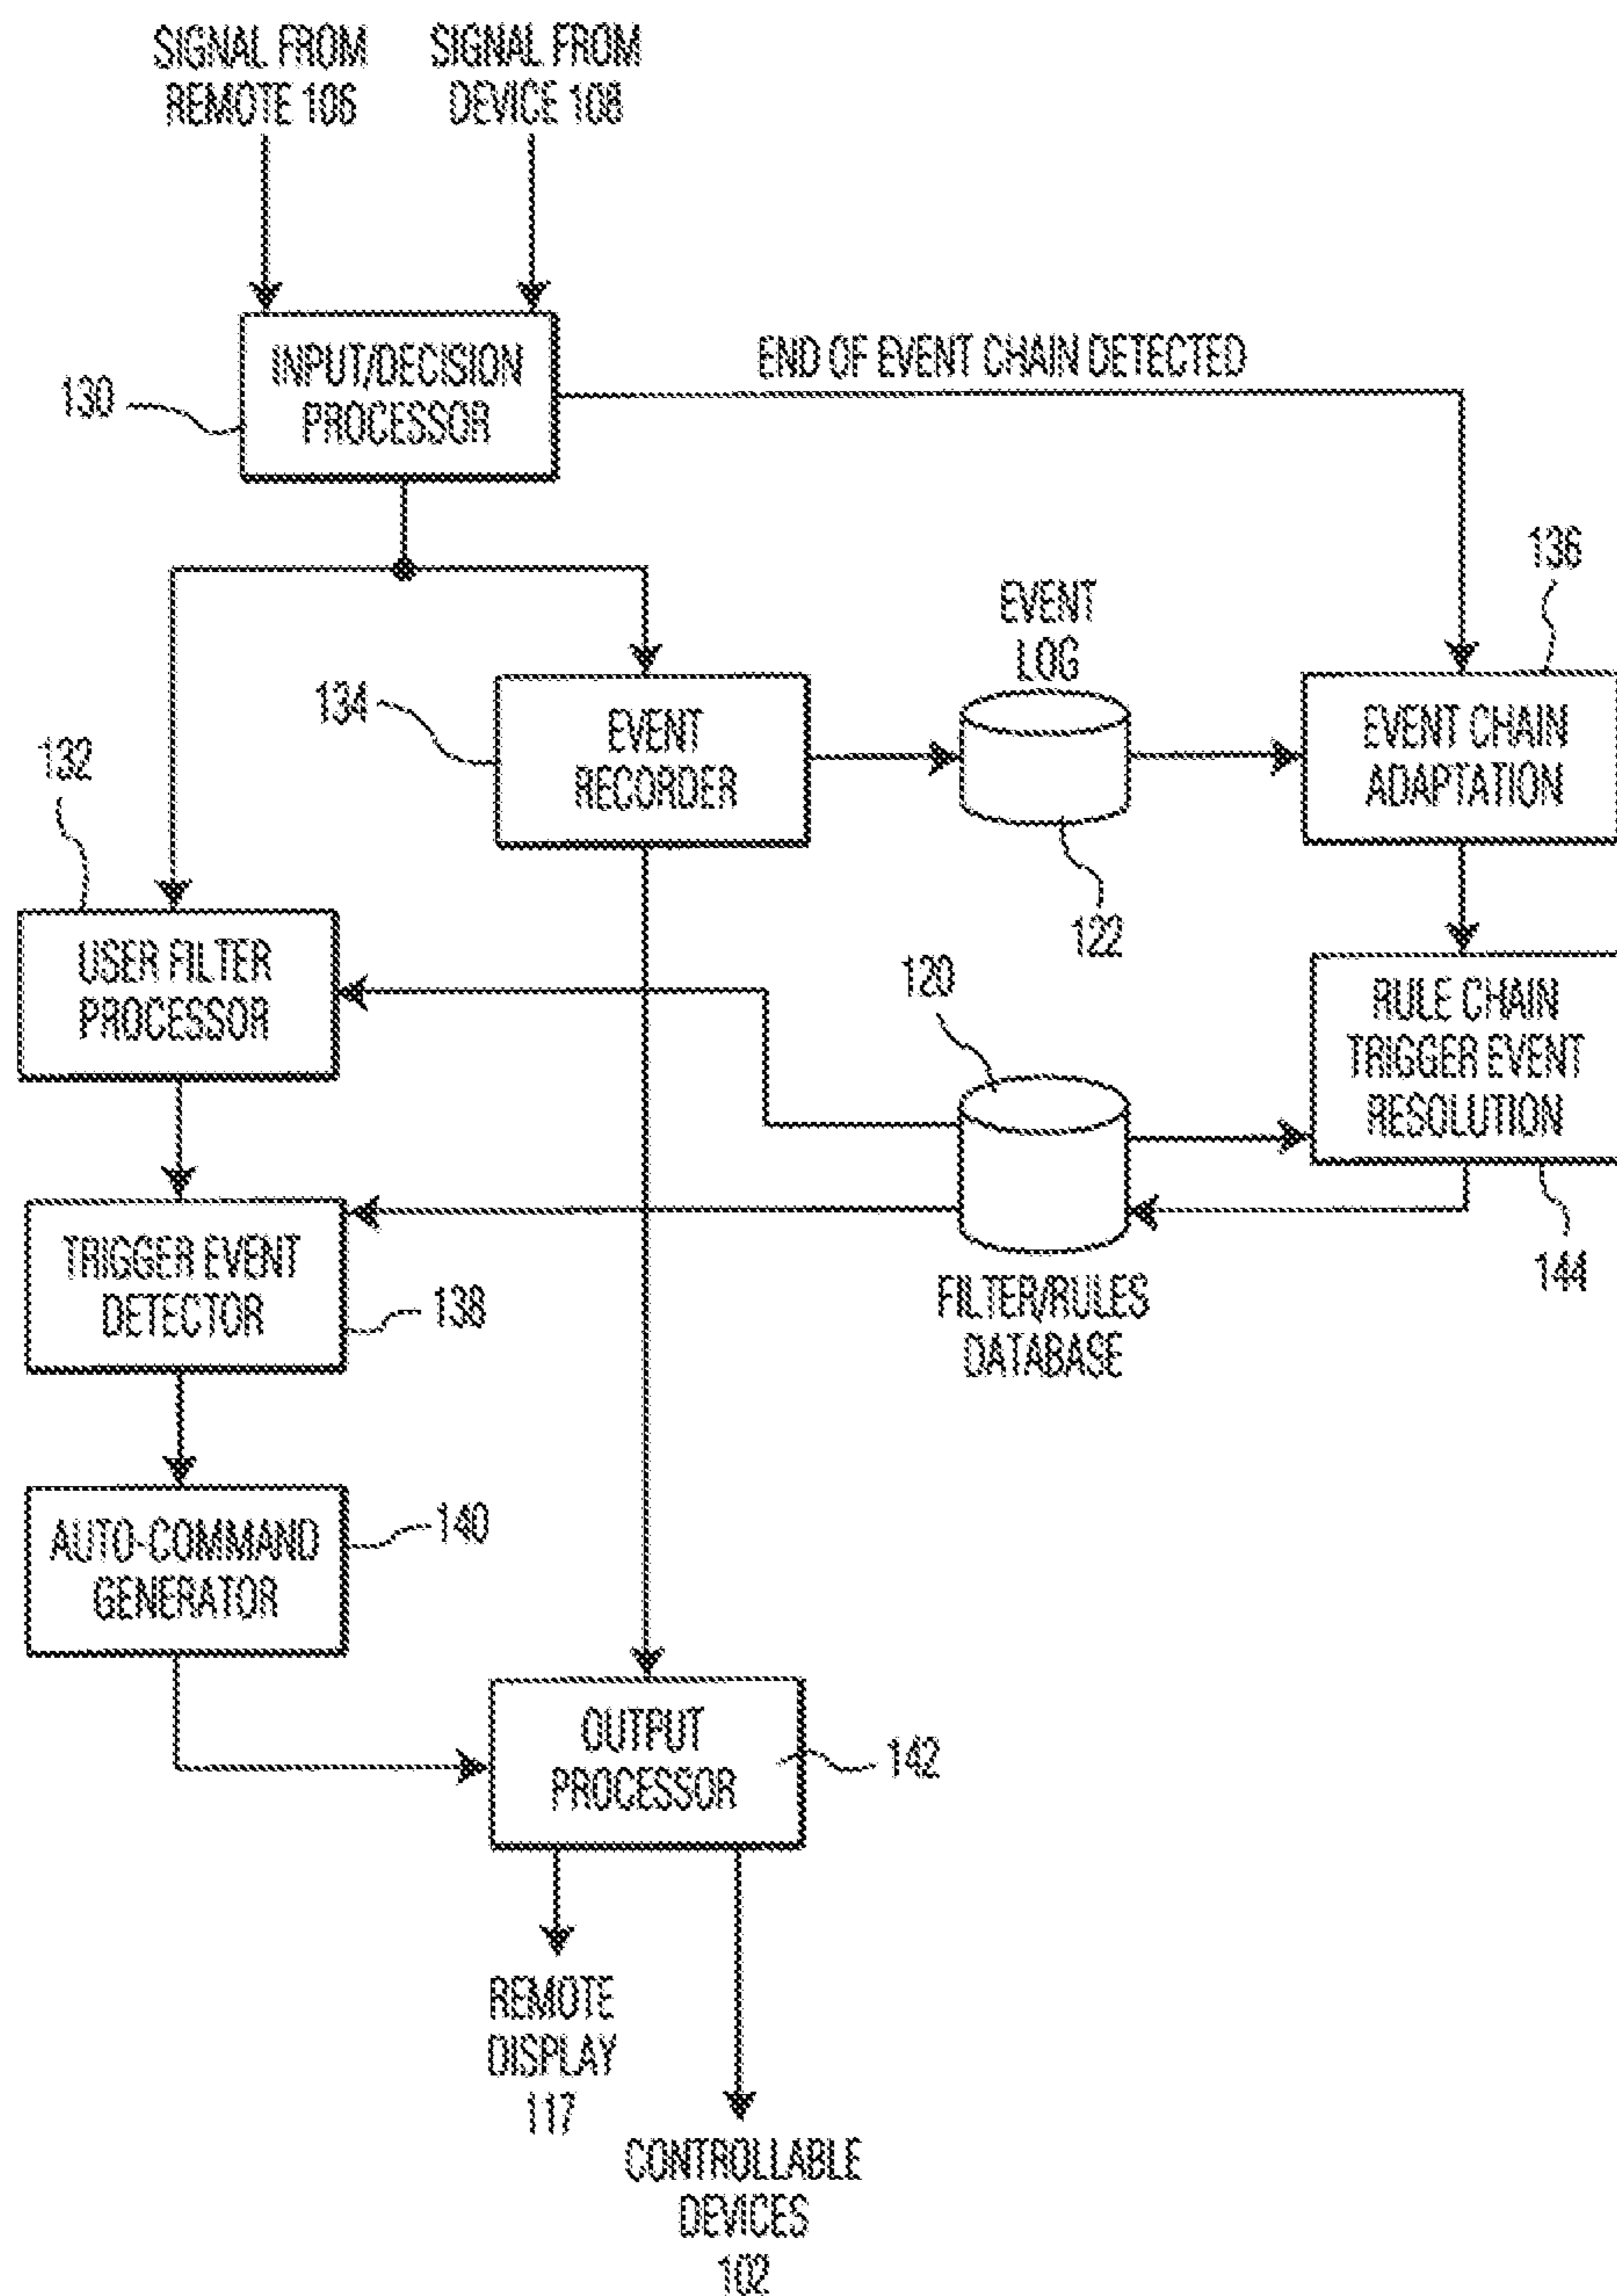 SIGNAL FROM
REMOTE 106
SIGNAL FROM
DEVICE 108
INPUT/DECISION
PROCESSOR
130
END OF EVENT CHAIN DETECTED
136
EVENT
LOG
134
EVENT
RECORDER
EVENT CHAIN
ADAPTATION
132
122
USER FILTER
PROCESSOR
120
RULE CHAIN
TRIGGER EVENT
RESOLUTION
TRIGGER EVENT
DETECTOR
138
FILTER/RULES
DATABASE
144
AUTO-COMMAND
GENERATOR
140
OUTPUT
PROCESSOR
142
REMOTE
DISPLAY
117
CONTROLLABLE
DEVICES
102